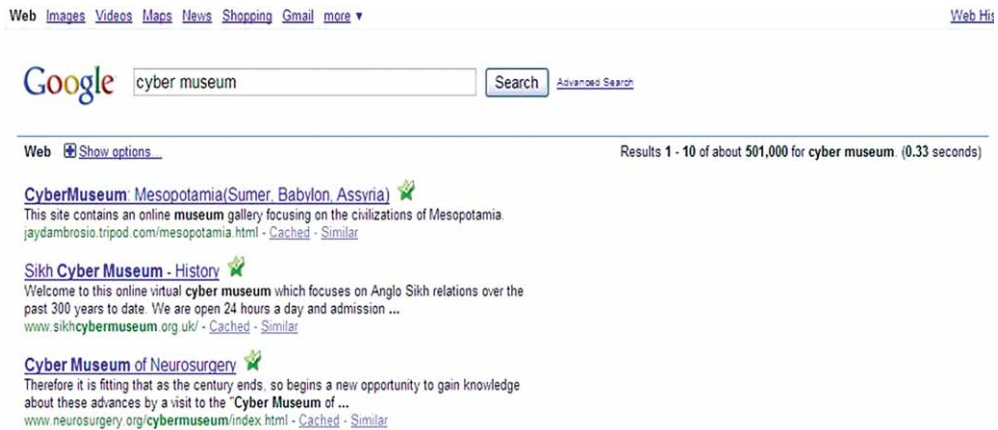 Web Images Videos Maps News Shopping Gmail more ▼ Web His
Google cyber museum Search Advanced Search
Web Show options... Results 1 - 10 of about 501,000 for cyber museum. (0.33 seconds)
CyberMuseum: Mesopotamia(Sumer, Babylon, Assyria)
This site contains an online museum gallery focusing on the civilizations of Mesopotamia.
jaydambrosio.tripod.com/mesopotamia.html - Cached - Similar
Sikh Cyber Museum - History
Welcome to this online virtual cyber museum which focuses on Anglo Sikh relations over the
past 300 years to date. We are open 24 hours a day and admission ...
www.sikhcybermuseum.org.uk/ - Cached - Similar
Cyber Museum of Neurosurgery
Therefore it is fitting that as the century ends, so begins a new opportunity to gain knowledge
about these advances by a visit to the "Cyber Museum of ...
www.neurosurgery.org/cybermuseum/index.html - Cached - Similar